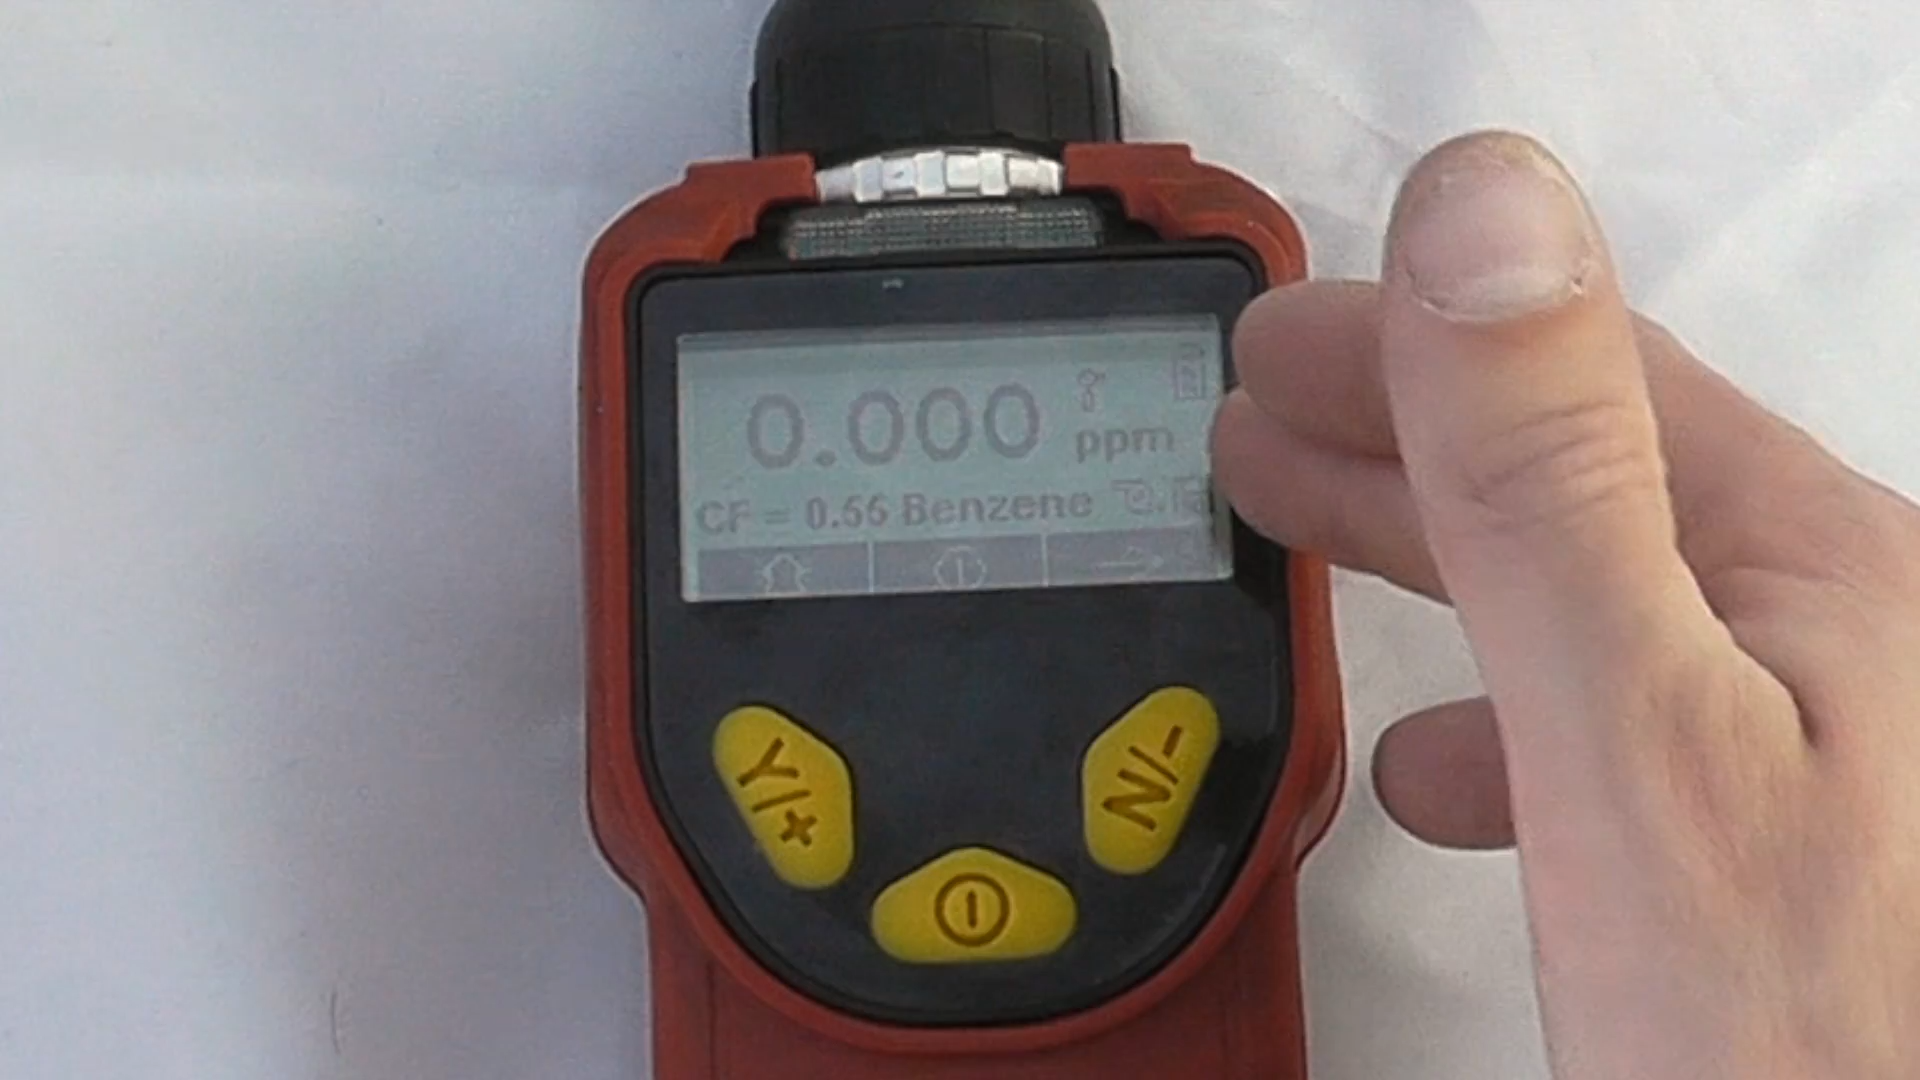 0.000 ppm
CF = 0.56 Benzene
Y/+
N/-